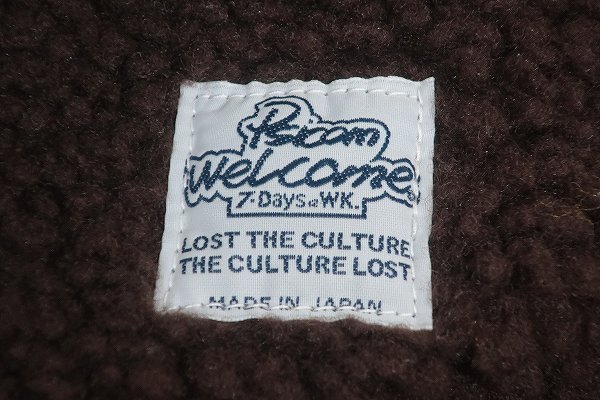 Psicom
Welcome
7-Days a WK.
LOST THE CULTURE
THE CULTURE LOST
MADE IN JAPAN